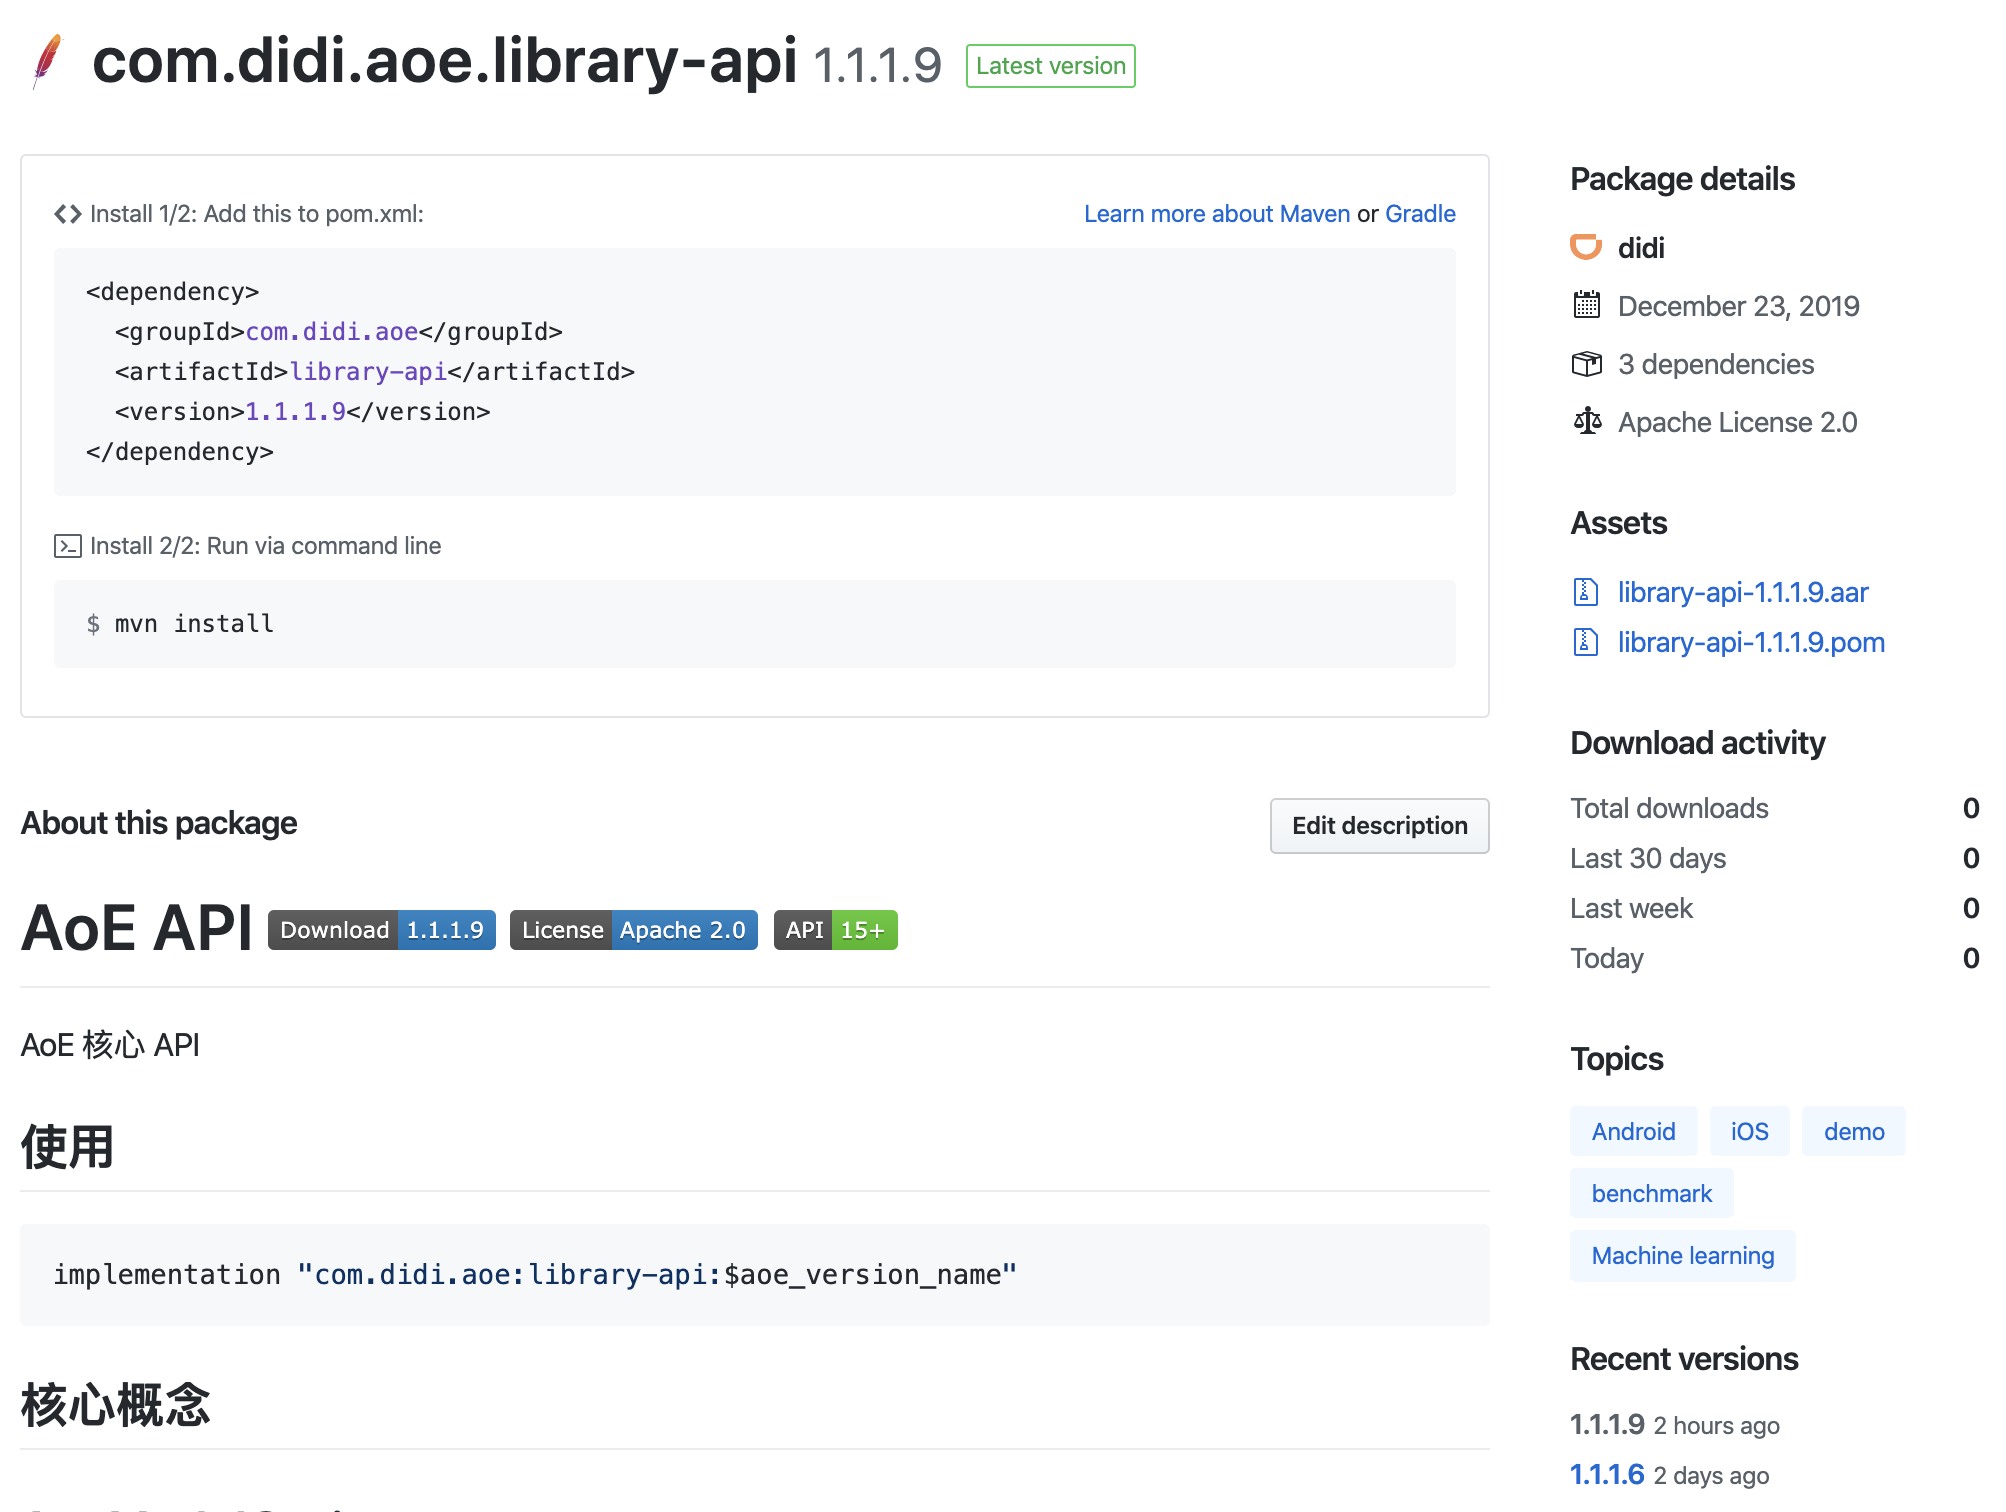 com.didi.aoe.library-api 1.1.1.9 Latest version
Install 1/2: Add this to pom.xml:
Learn more about Maven or Gradle
<dependency>
  <groupId>com.didi.aoe</groupId>
  <artifactId>library-api</artifactId>
  <version>1.1.1.9</version>
</dependency>
Install 2/2: Run via command line
$ mvn install
About this package
Edit description
AoE API Download 1.1.1.9 License Apache 2.0 API 15+
AoE 核心 API
使用
implementation "com.didi.aoe:library-api:$aoe_version_name"
核心概念
Package details
didi
December 23, 2019
3 dependencies
Apache License 2.0
Assets
library-api-1.1.1.9.aar
library-api-1.1.1.9.pom
Download activity
Total downloads 0
Last 30 days 0
Last week 0
Today 0
Topics
Android iOS demo
benchmark
Machine learning
Recent versions
1.1.1.9 2 hours ago
1.1.1.6 2 days ago